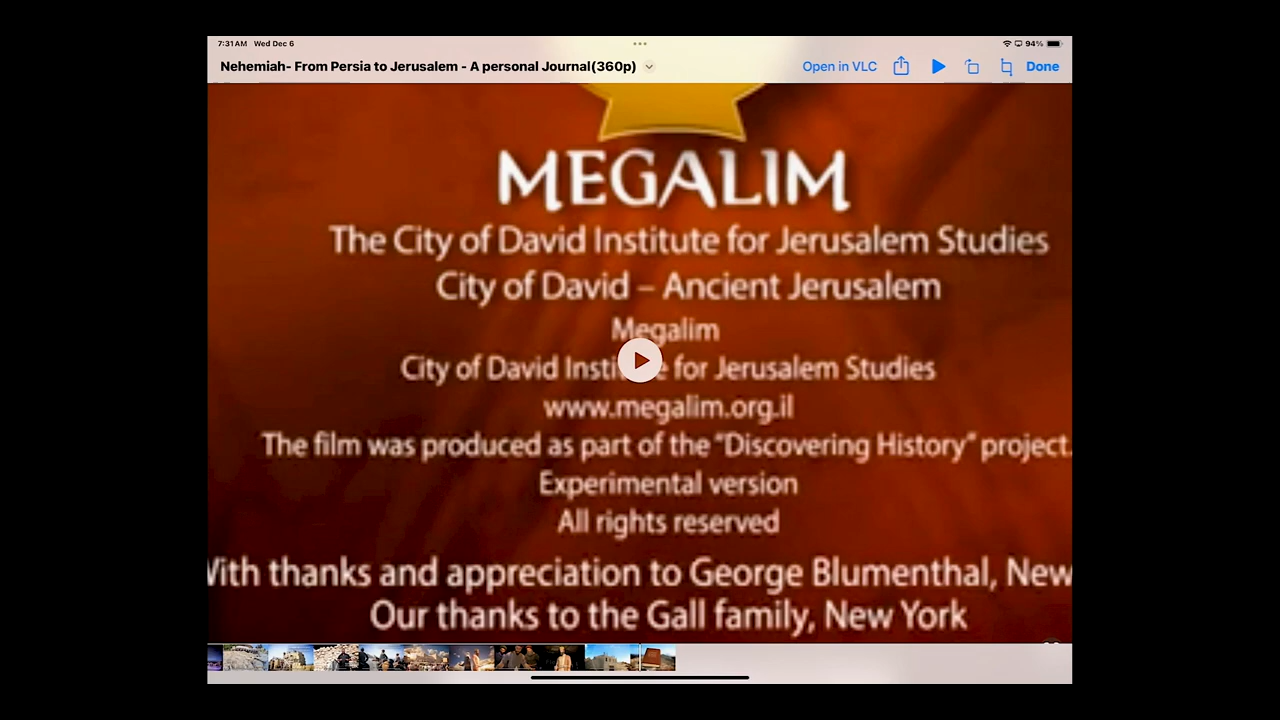 7:31 AM Wed Dec 6
94%
Nehemiah- From Persia to Jerusalem - A personal Journal(360p)
Open in VLC
Done
MEGALIM
The City of David Institute for Jerusalem Studies
City of David – Ancient Jerusalem
Megalim
City of David for Jerusalem Studies
www.megalim.org.il
The film was produced as part of the "Discovering History" project.
Experimental version
All rights reserved
thanks and appreciation to George Blumenthal, New
Our thanks to the Gall family, New York